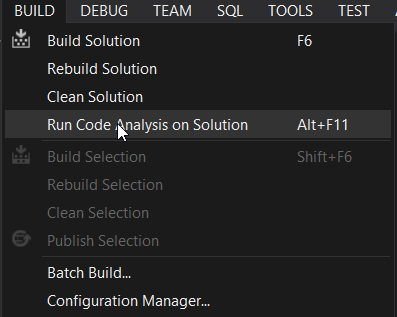 BUILD DEBUG TEAM SQL TOOLS TEST
Build Solution F6
Rebuild Solution
Clean Solution
Run Code Analysis on Solution Alt+F11
Build Selection Shift+F6
Rebuild Selection
Clean Selection
Publish Selection
Batch Build...
Configuration Manager...